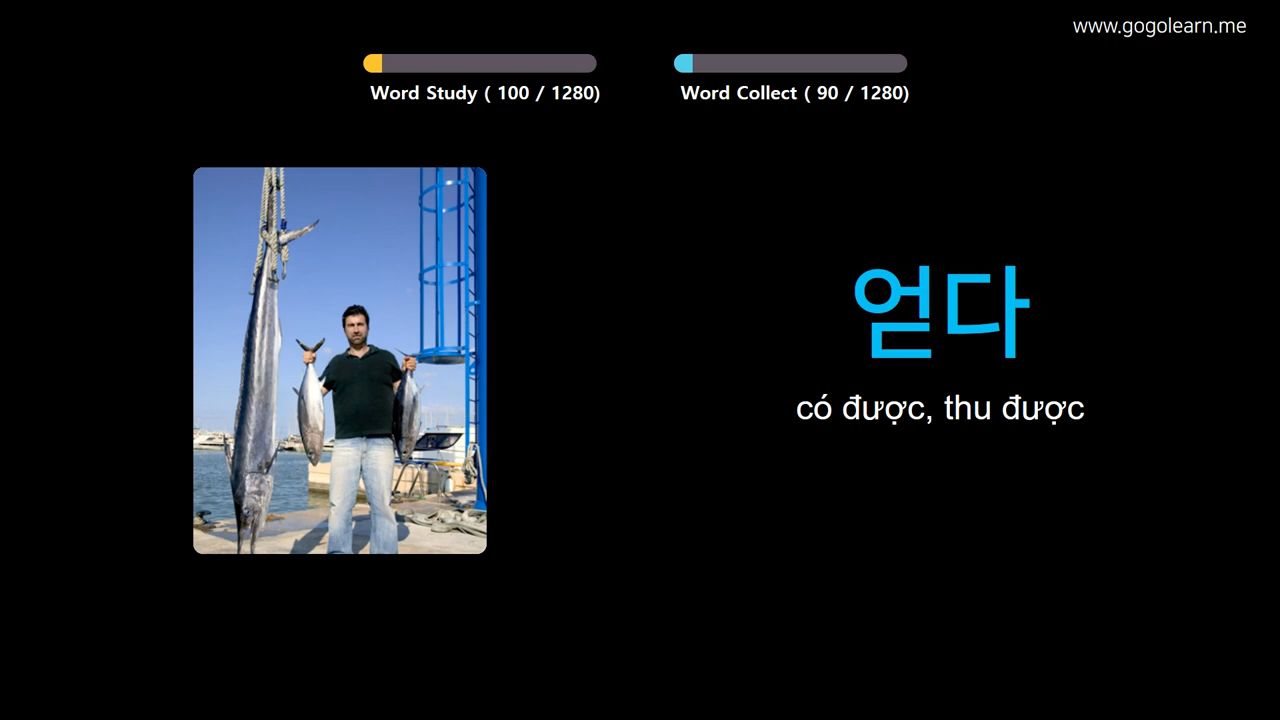 www.gogolearn.me
Word Study ( 100 / 1280)
Word Collect ( 90 / 1280)
얻다
có được, thu được